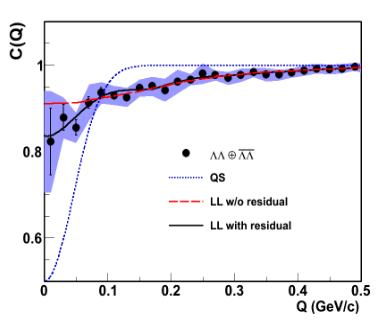 C(Q)
1
0.8
0.6
ΛΛ ⊕ Λ̅Λ̅
QS
LL w/o residual
LL with residual
0 0.1 0.2 0.3 0.4 0.5
Q (GeV/c)